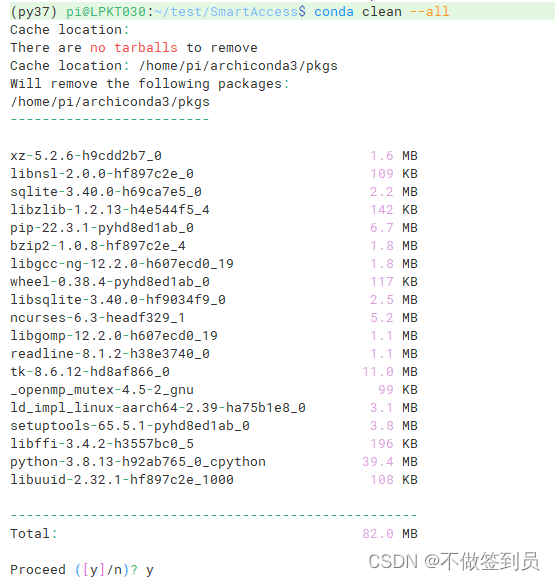 (py37) pi@LPKT030:~/test/SmartAccess$ conda clean --all
Cache location:
There are no tarballs to remove
Cache location: /home/pi/archiconda3/pkgs
Will remove the following packages:
/home/pi/archiconda3/pkgs
-------------------------
xz-5.2.6-h9cdd2b7_0 1.6 MB
libnsl-2.0.0-hf897c2e_0 109 KB
sqlite-3.40.0-h69ca7e5_0 2.2 MB
libzlib-1.2.13-h4e544f5_4 142 KB
pip-22.3.1-pyhd8ed1ab_0 6.7 MB
bzip2-1.0.8-hf897c2e_4 1.8 MB
libgcc-ng-12.2.0-h607ecd0_19 1.8 MB
wheel-0.38.4-pyhd8ed1ab_0 117 KB
libsqlite-3.40.0-hf9034f9_0 2.5 MB
ncurses-6.3-headf329_1 5.2 MB
libgomp-12.2.0-h607ecd0_19 1.1 MB
readline-8.1.2-h38e3740_0 1.1 MB
tk-8.6.12-hd8af866_0 11.0 MB
_openmp_mutex-4.5-2_gnu 99 KB
ld_impl_linux-aarch64-2.39-ha75b1e8_0 3.1 MB
setuptools-65.5.1-pyhd8ed1ab_0 3.8 MB
libffi-3.4.2-h3557bc0_5 196 KB
python-3.8.13-h92ab765_0_cpython 39.4 MB
libuuid-2.32.1-hf897c2e_1000 108 KB
---------------------------------------------------
Total: 82.0 MB
Proceed ([y]/n)? y
CSDN @不做签到员